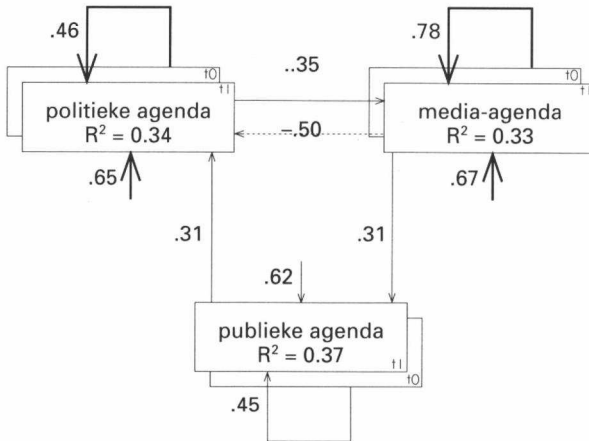 .46
.78
t0
t0
..35
t1
t1
politieke agenda
media-agenda
R² = 0.34
–.50
R² = 0.33
.65
.67
.31
.31
.62
publieke agenda
R² = 0.37
t1
t0
.45